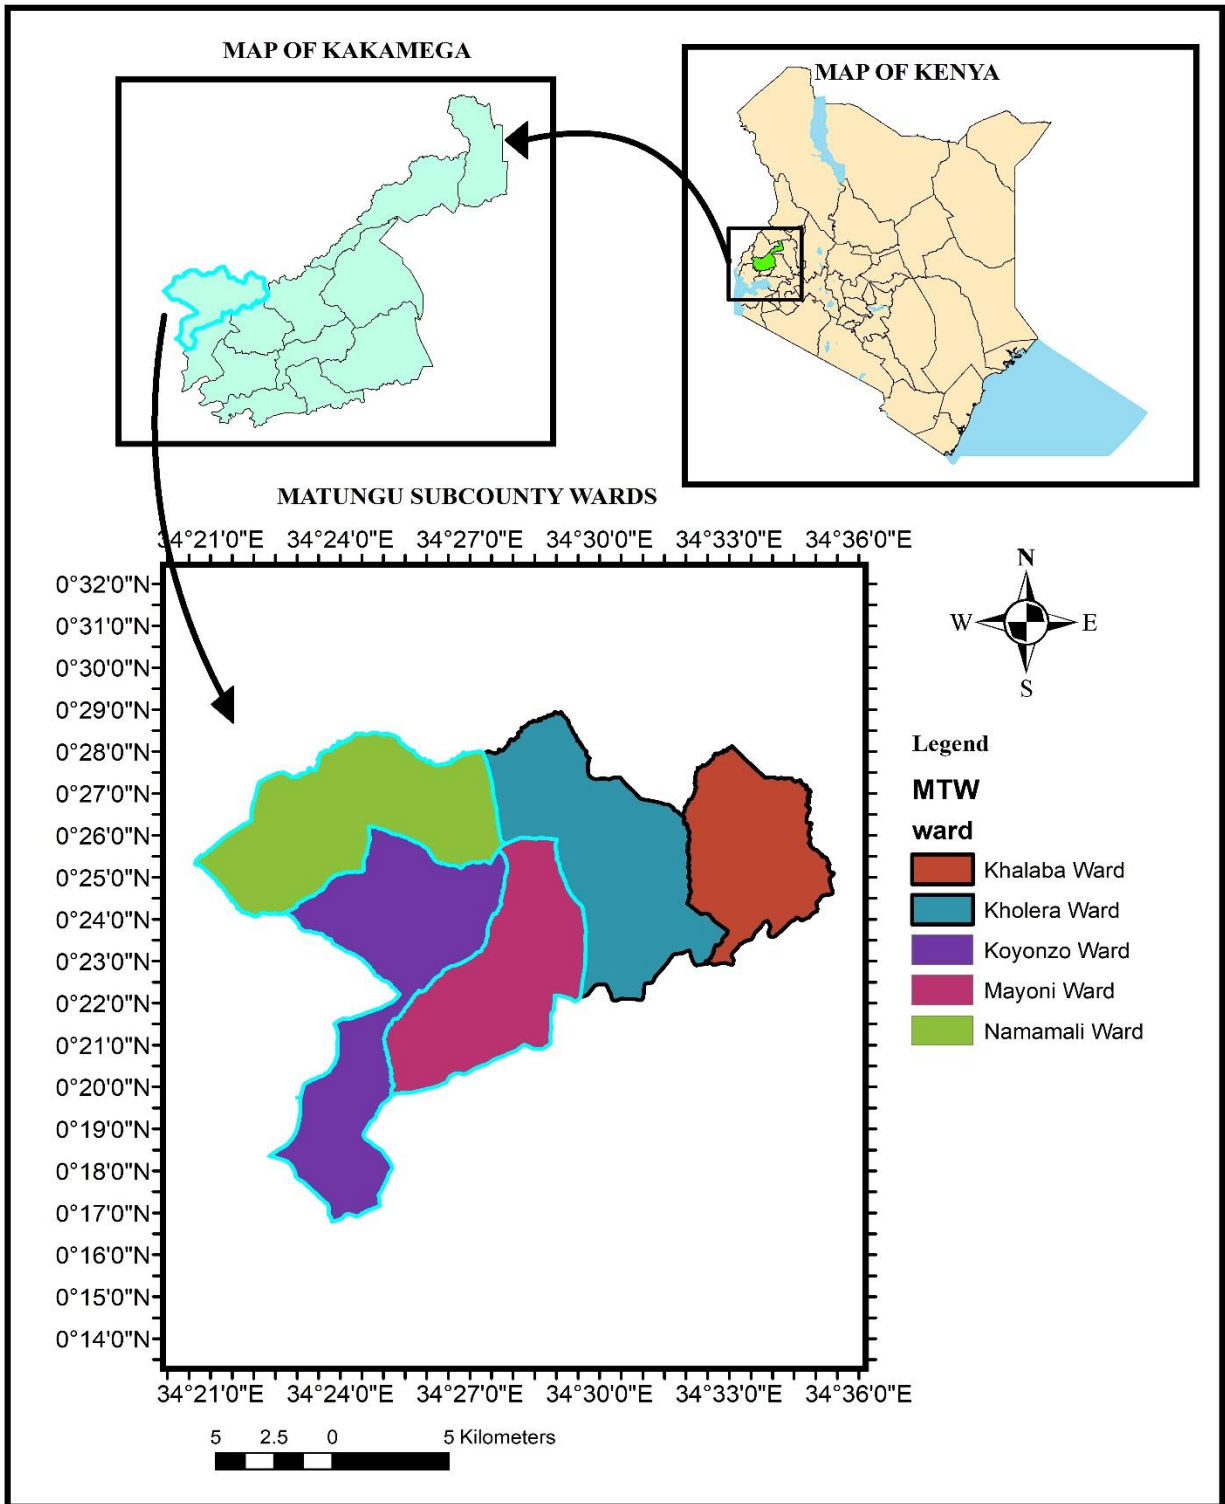 MAP OF KAKAMEGA
MAP OF KENYA
MATUNGU SUBCOUNTY WARDS
34°21'0"E 34°24'0"E 34°27'0"E 34°30'0"E 34°33'0"E 34°36'0"E
0°32'0"N
0°31'0"N
0°30'0"N
0°29'0"N
0°28'0"N
0°27'0"N
0°26'0"N
0°25'0"N
0°24'0"N
0°23'0"N
0°22'0"N
0°21'0"N
0°20'0"N
0°19'0"N
0°18'0"N
0°17'0"N
0°16'0"N
0°15'0"N
0°14'0"N
34°21'0"E 34°24'0"E 34°27'0"E 34°30'0"E 34°33'0"E 34°36'0"E
N
W E
S
Legend
MTW
ward
Khalaba Ward
Kholera Ward
Koyonzo Ward
Mayoni Ward
Namamali Ward
5 2.5 0 5 Kilometers